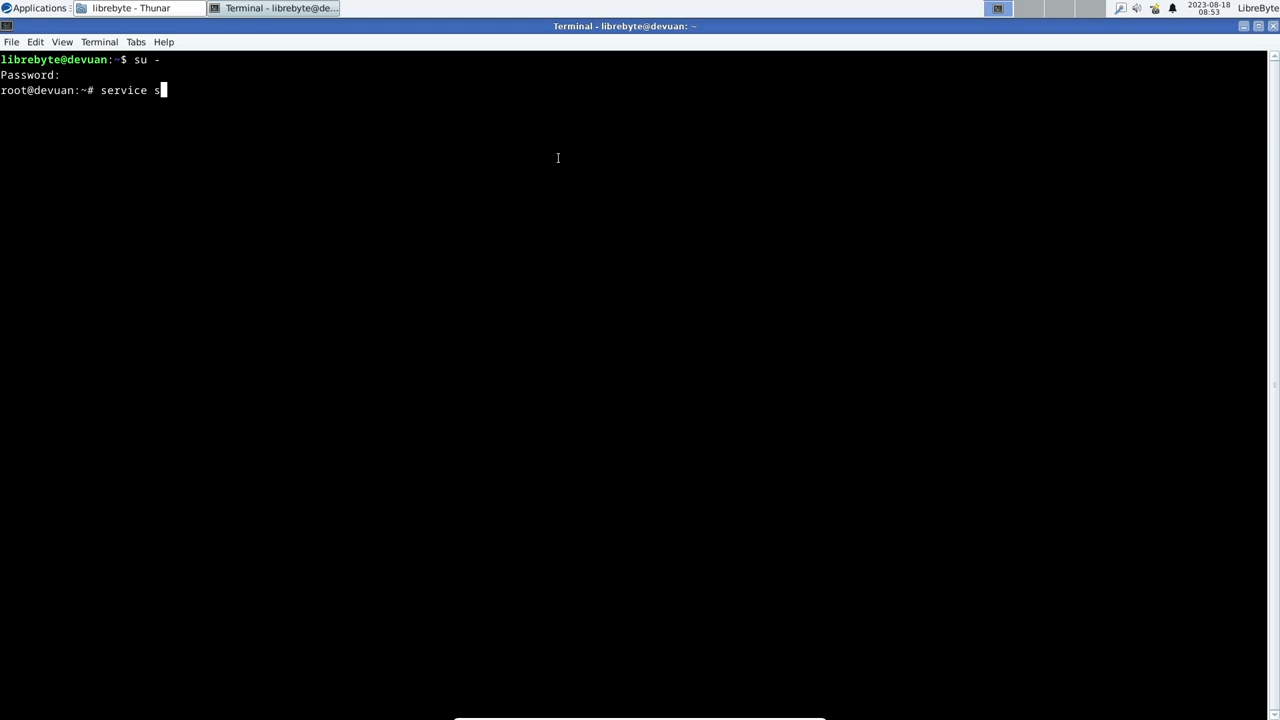 Applications
librebyte - Thunar
Terminal - librebyte@de...
2023-08-18
08:53
LibreByte
Terminal - librebyte@devuan: ~
File Edit View Terminal Tabs Help
librebyte@devuan:~$ su -
Password:
root@devuan:~# service s